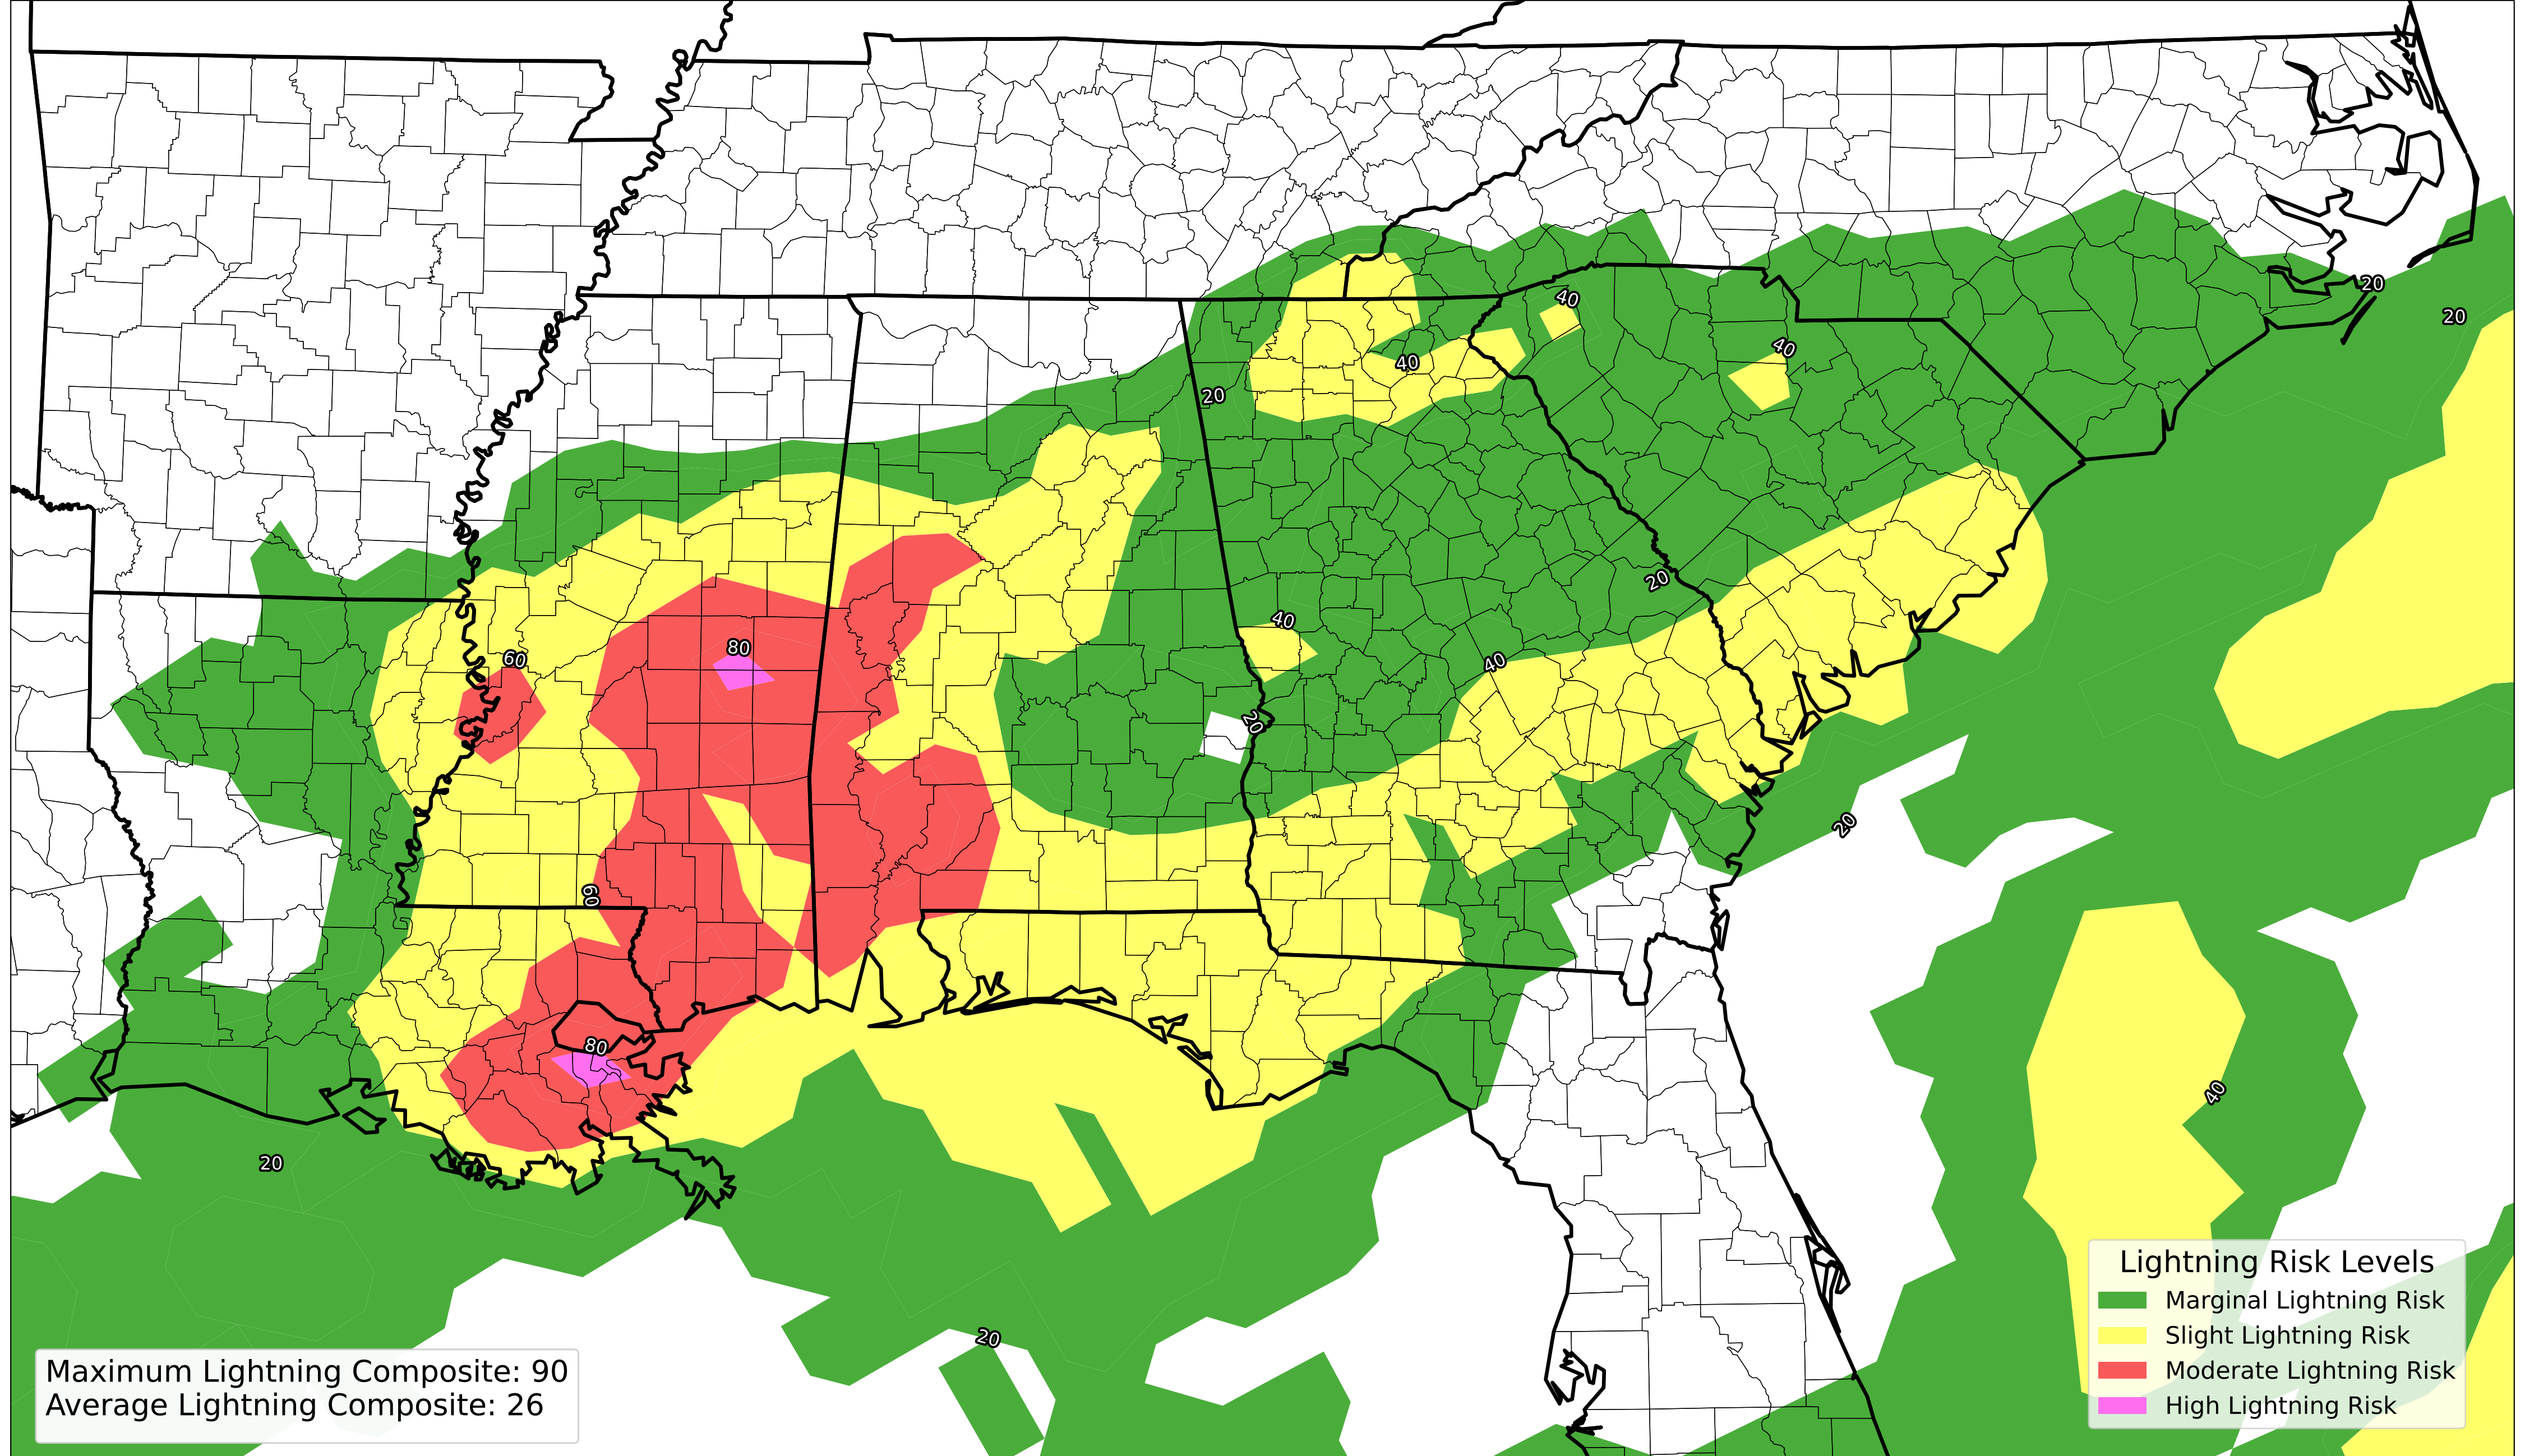 20
40
20
40
40
20
20
40
40
60
80
20
40
60
20
80
40
20
20
Lightning Risk Levels
Marginal Lightning Risk
Slight Lightning Risk
Moderate Lightning Risk
High Lightning Risk
Maximum Lightning Composite: 90
Average Lightning Composite: 26